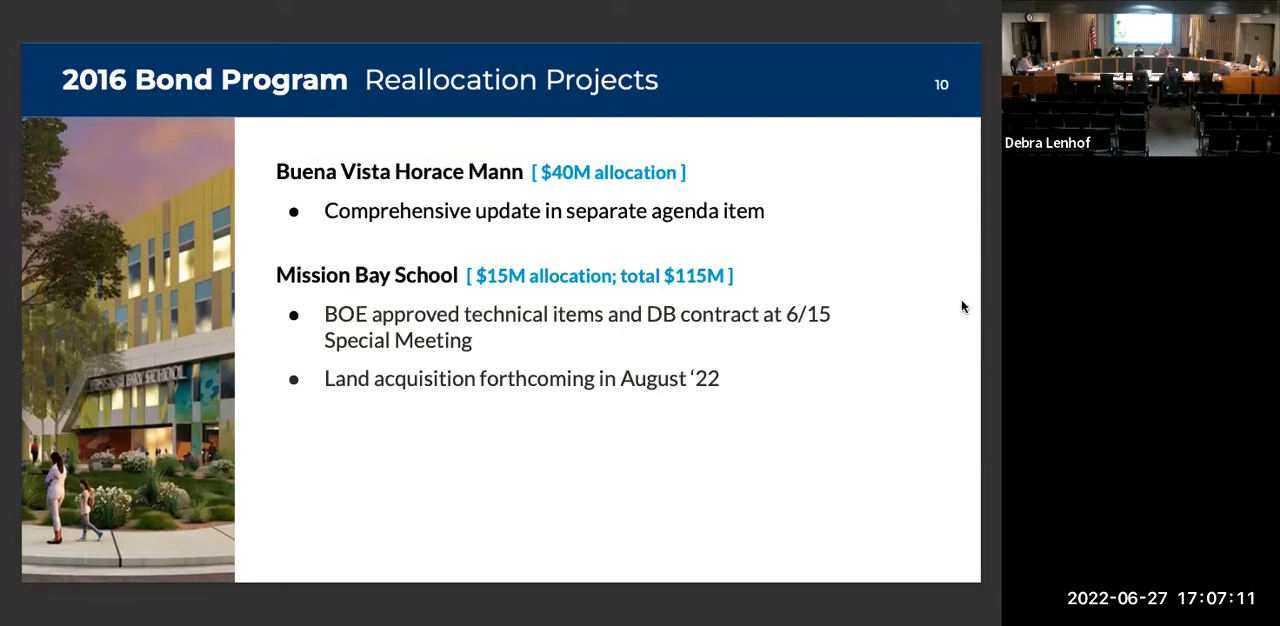 2016 Bond Program Reallocation Projects
10
Buena Vista Horace Mann [ $40M allocation ]
● Comprehensive update in separate agenda item
Mission Bay School [ $15M allocation; total $115M ]
● BOE approved technical items and DB contract at 6/15
Special Meeting
● Land acquisition forthcoming in August ‘22
BAY SCHOOL
Debra Lenhof
2022-06-27 17:07:11